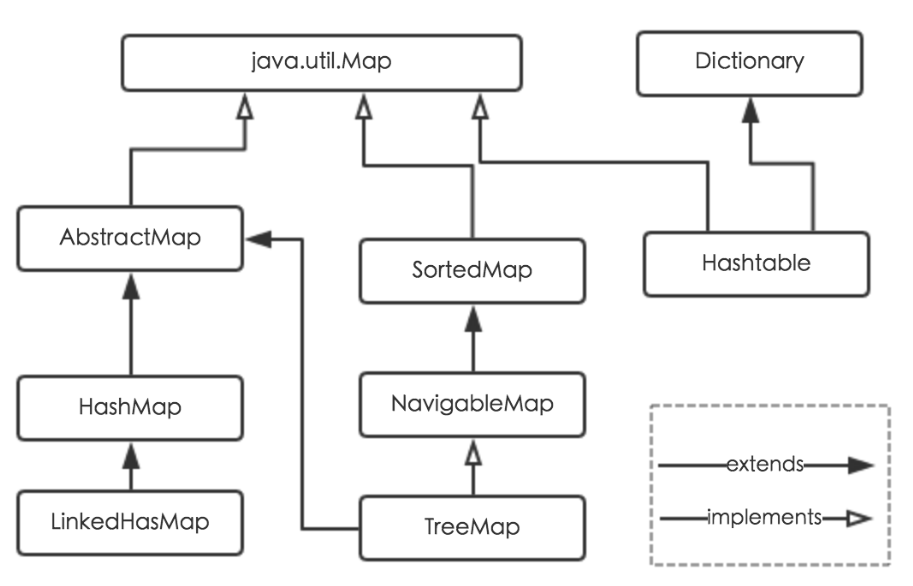 java.util.Map
Dictionary
AbstractMap
SortedMap
Hashtable
HashMap
NavigableMap
LinkedHasMap
TreeMap
extends
implements